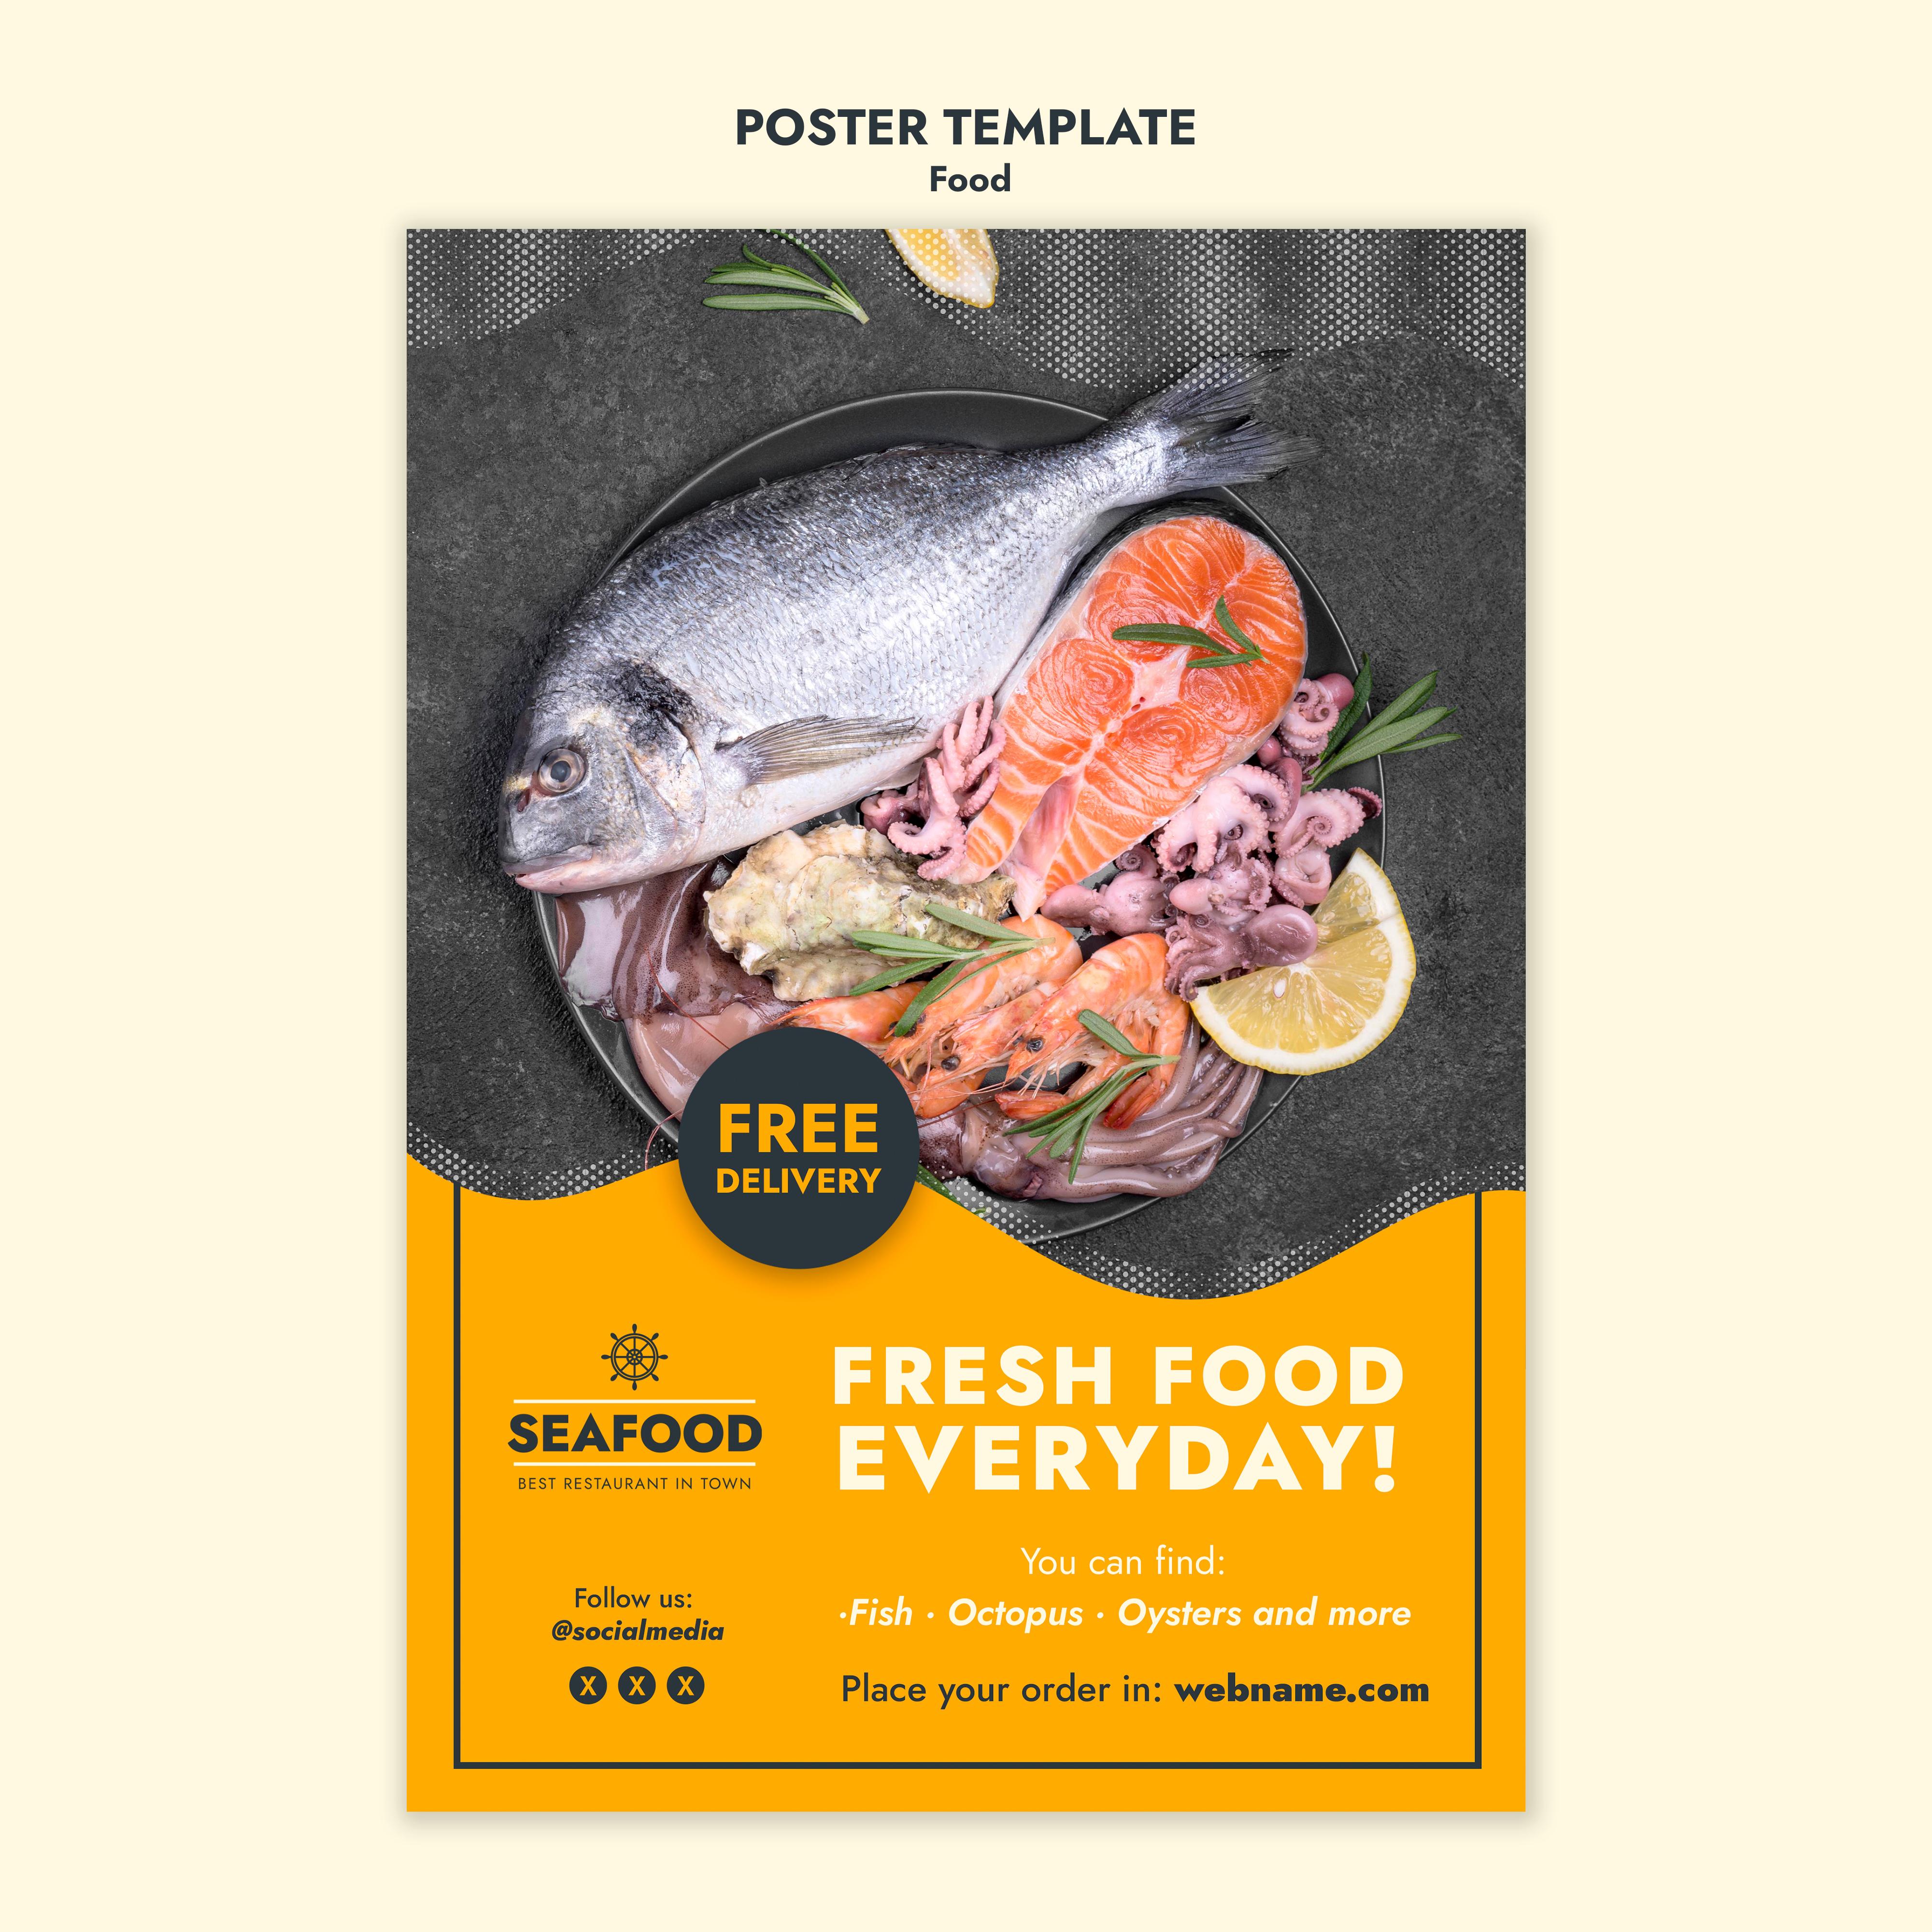 POSTER TEMPLATE
Food
FREE
DELIVERY
SEAFOOD
BEST RESTAURANT IN TOWN
FRESH FOOD
EVERYDAY!
You can find:
·Fish · Octopus · Oysters and more
Follow us:
@socialmedia
X X X
Place your order in: webname.com